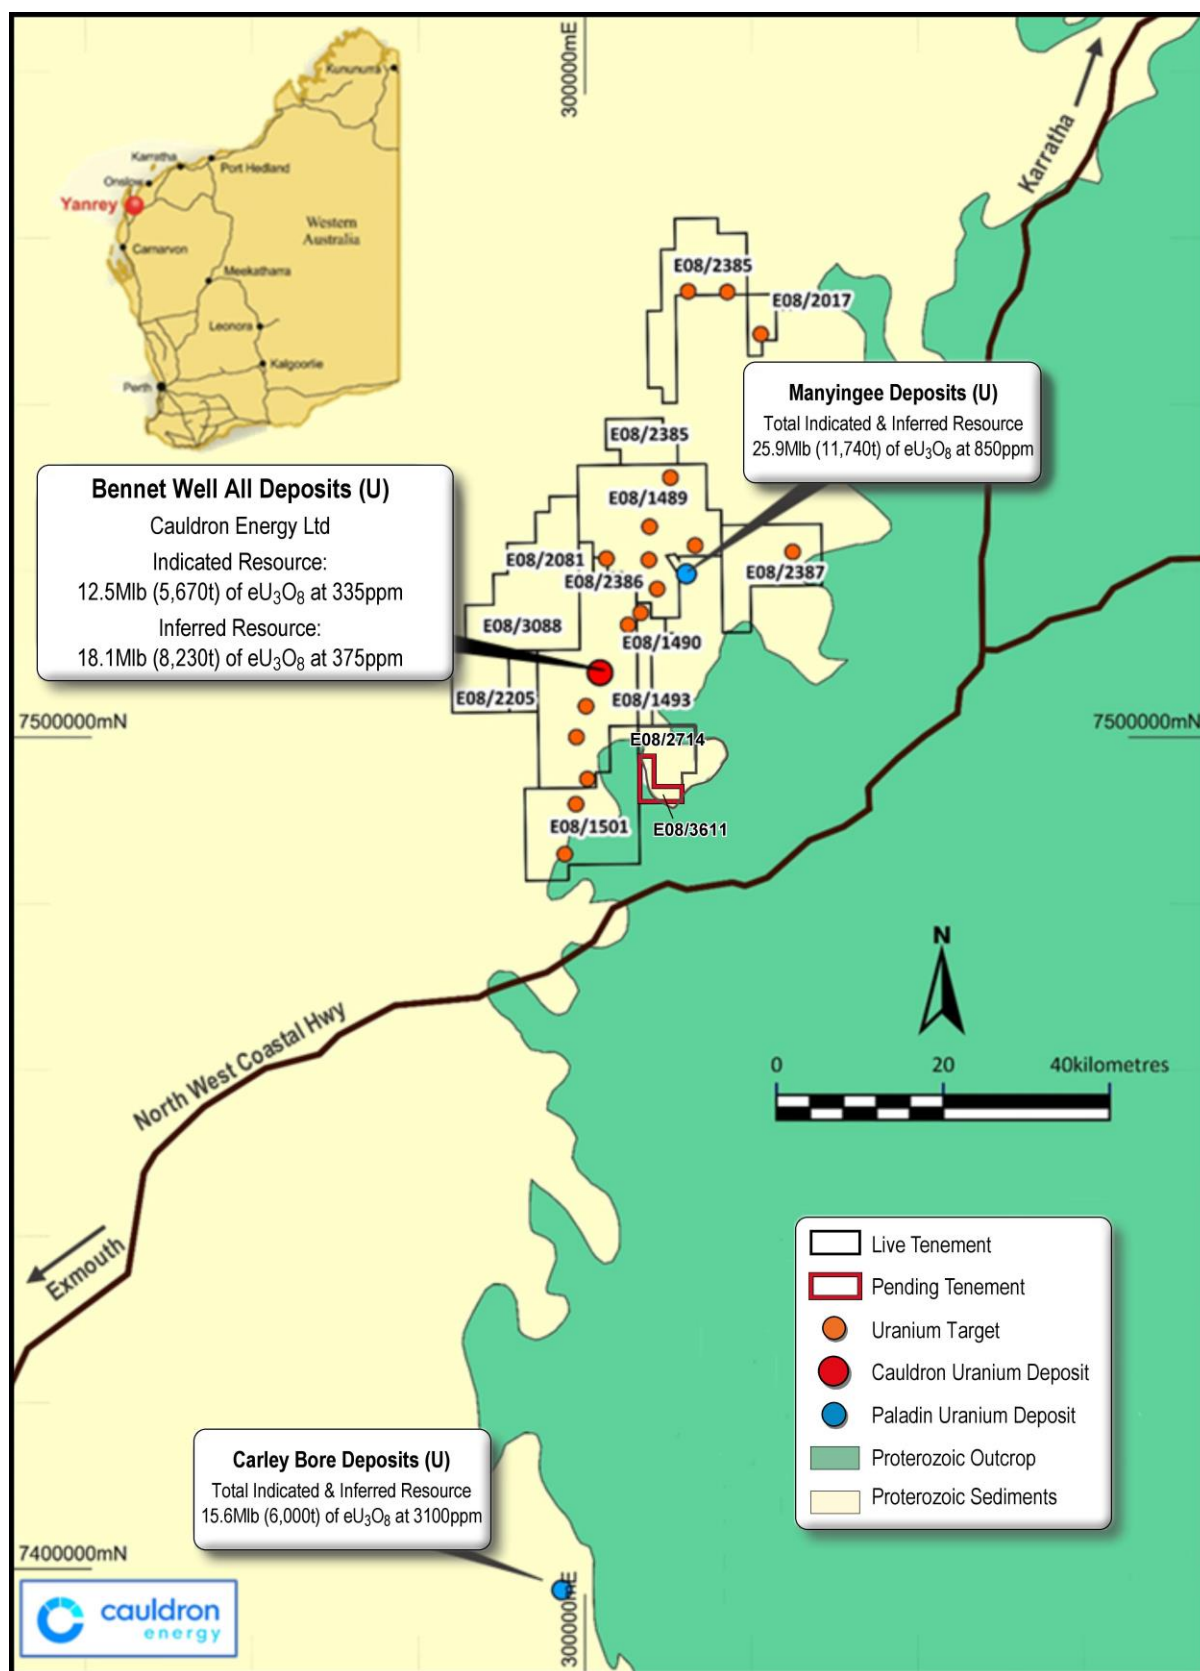 300000mE
Kununurra
Karratha
Port Hedland
Onslow
Yanrey
Western
Australia
Carnarvon
Meekatharra
Leonora
Kalgoorlie
Perth
Karratha
E08/2385
E08/2017
Manyingee Deposits (U)
Total Indicated & Inferred Resource
25.9Mlb (11,740t) of eU₃O₈ at 850ppm
E08/2385
Bennet Well All Deposits (U)
Cauldron Energy Ltd
Indicated Resource:
12.5Mlb (5,670t) of eU₃O₈ at 335ppm
Inferred Resource:
18.1Mlb (8,230t) of eU₃O₈ at 375ppm
E08/1489
E08/2081
E08/2386
E08/2387
E08/3088
E08/1490
E08/2205
E08/1493
7500000mN
7500000mN
E08/2714
E08/1501
E08/3611
N
North West Coastal Hwy
0 20 40kilometres
Exmouth
Live Tenement
Pending Tenement
Uranium Target
Cauldron Uranium Deposit
Paladin Uranium Deposit
Proterozoic Outcrop
Proterozoic Sediments
Carley Bore Deposits (U)
Total Indicated & Inferred Resource
15.6Mlb (6,000t) of eU₃O₈ at 3100ppm
7400000mN
300000mE
cauldron
energy